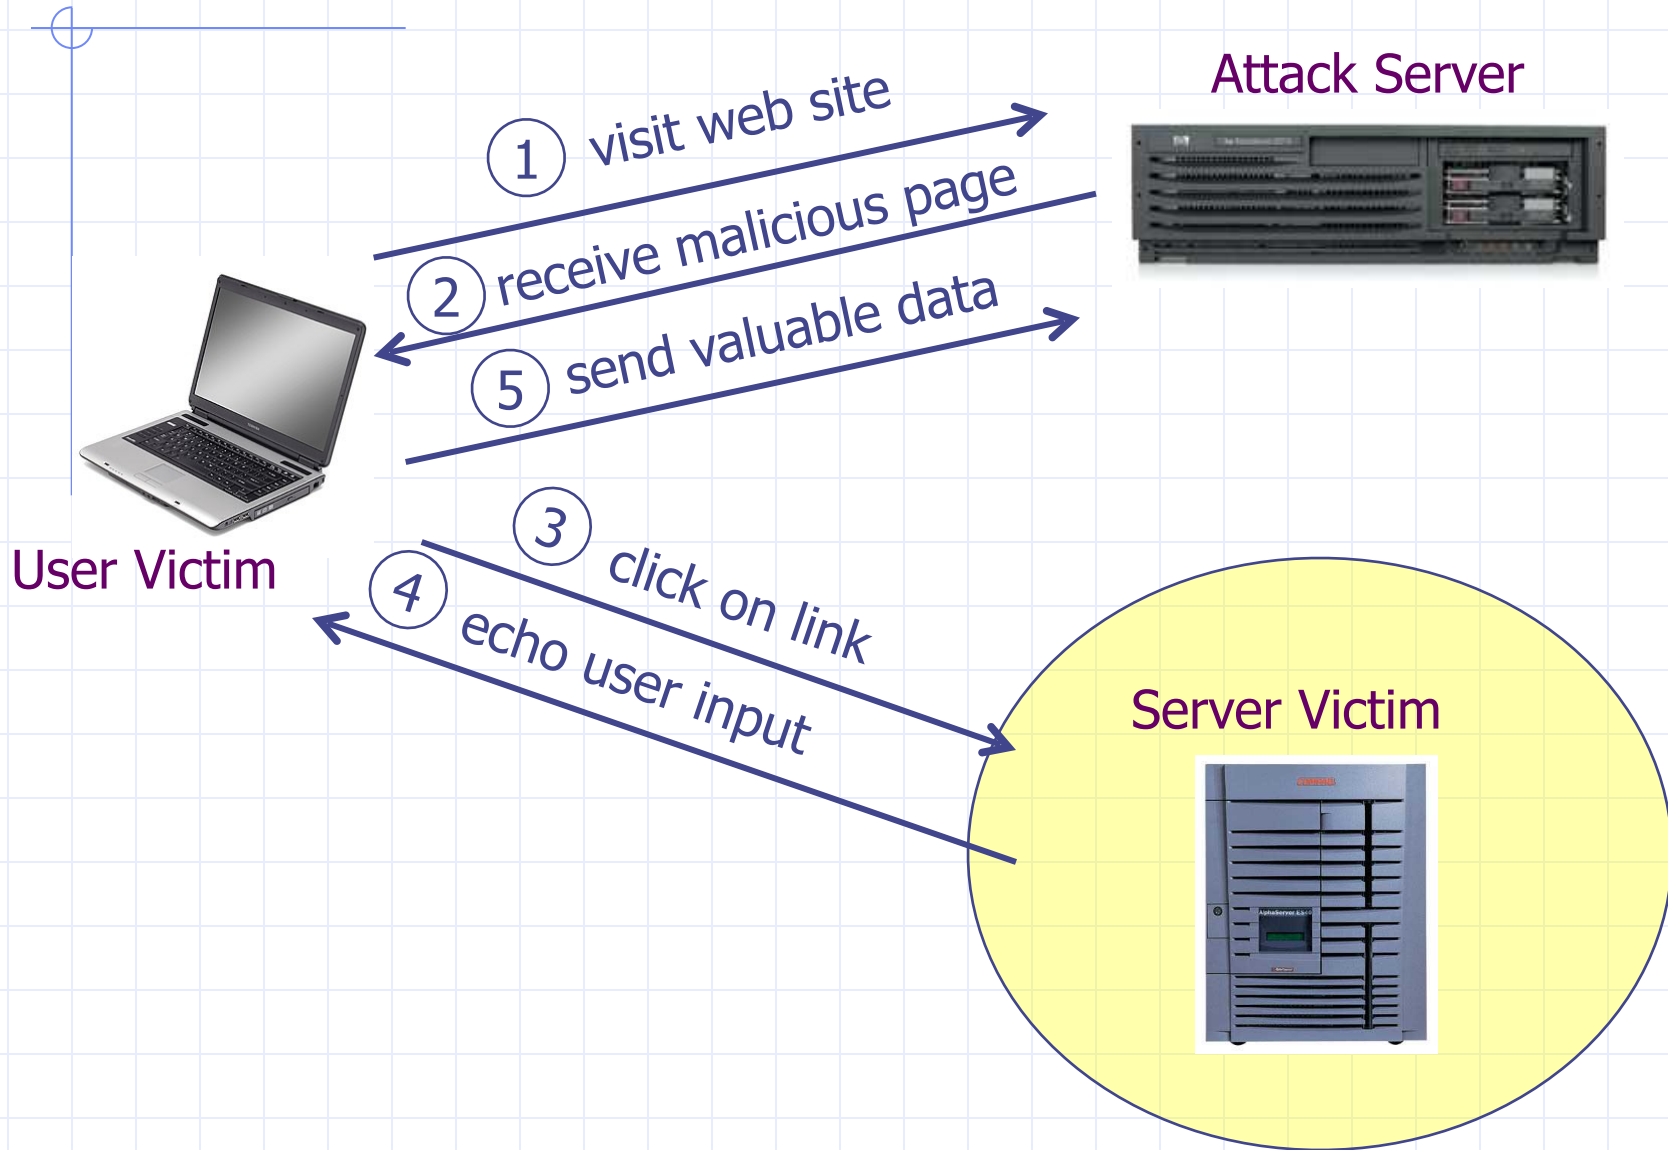 Attack Server
1 visit web site
2 receive malicious page
5 send valuable data
User Victim
3 click on link
4 echo user input
Server Victim